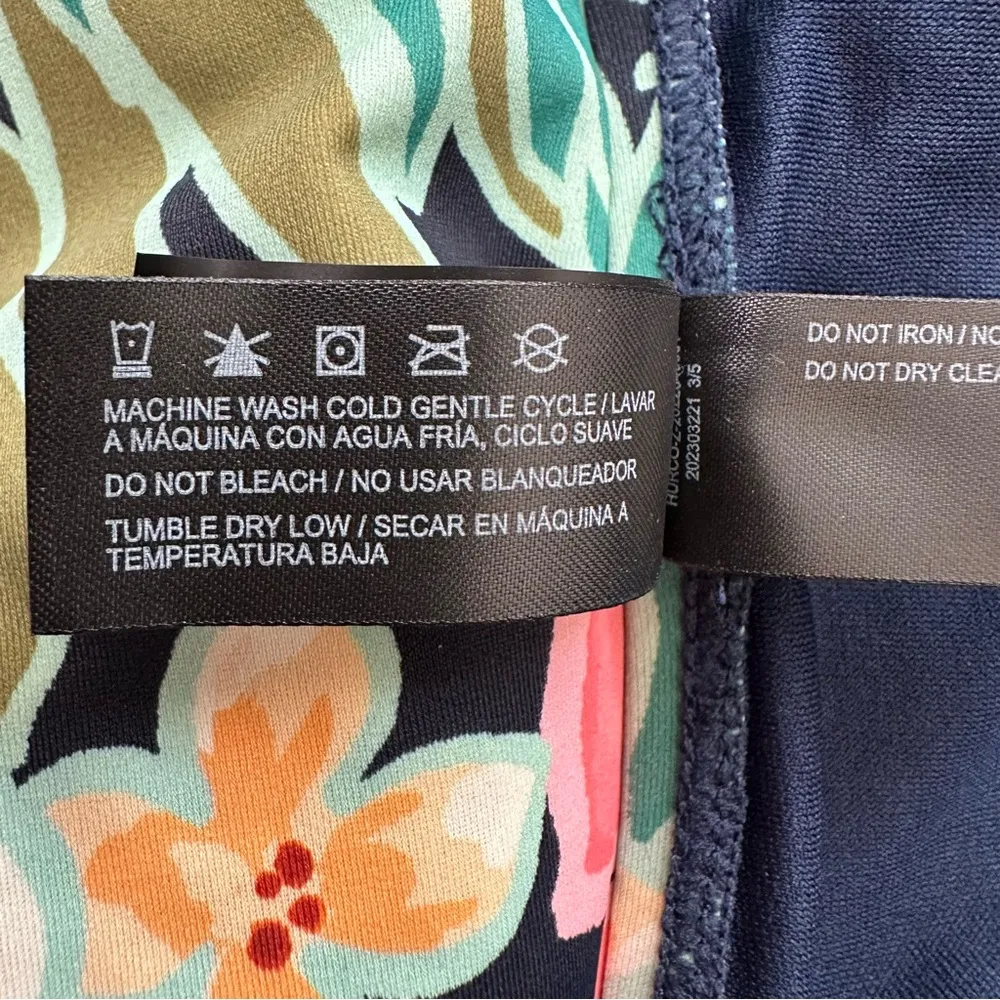 MACHINE WASH COLD GENTLE CYCLE / LAVAR
A MÁQUINA CON AGUA FRÍA, CICLO SUAVE
DO NOT BLEACH / NO USAR BLANQUEADOR
TUMBLE DRY LOW / SECAR EN MÁQUINA A
TEMPERATURA BAJA
202303221 3/5
DO NOT IRON / NO
DO NOT DRY CLEA